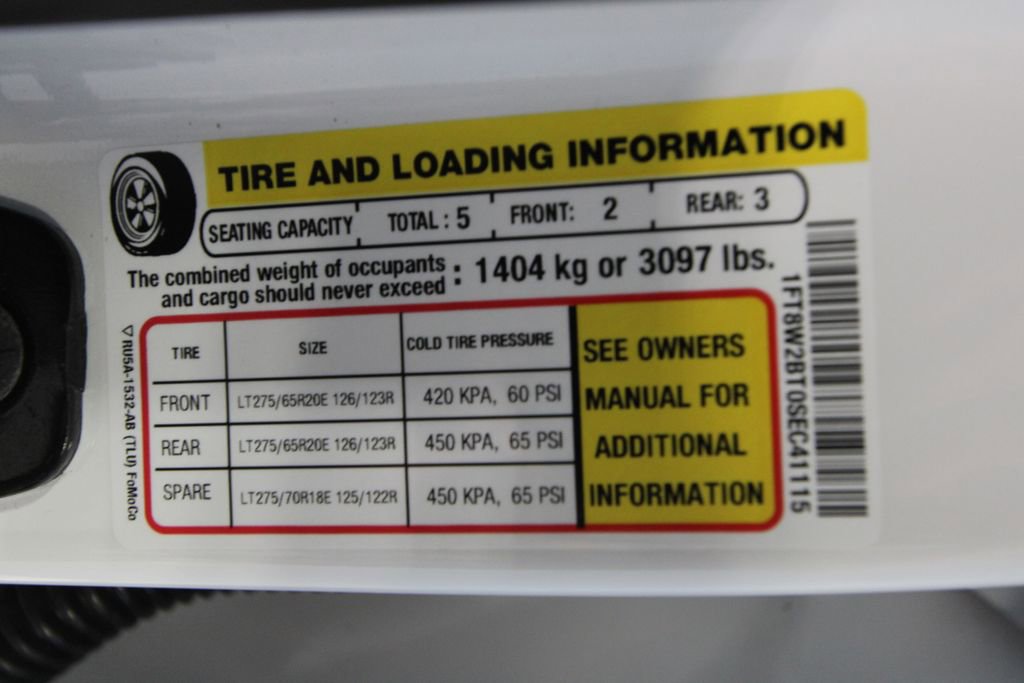 TIRE AND LOADING INFORMATION
SEATING CAPACITY TOTAL : 5 FRONT: 2 REAR: 3
The combined weight of occupants
and cargo should never exceed : 1404 kg or 3097 lbs.
TIRE SIZE COLD TIRE PRESSURE
FRONT LT275/65R20E 126/123R 420 KPA, 60 PSI
REAR LT275/65R20E 126/123R 450 KPA, 65 PSI
SPARE LT275/70R18E 125/122R 450 KPA, 65 PSI
SEE OWNERS
MANUAL FOR
ADDITIONAL
INFORMATION
1FT8W2BT0SEC41115
RU5A-1532-AB (TLU) FoMoCo